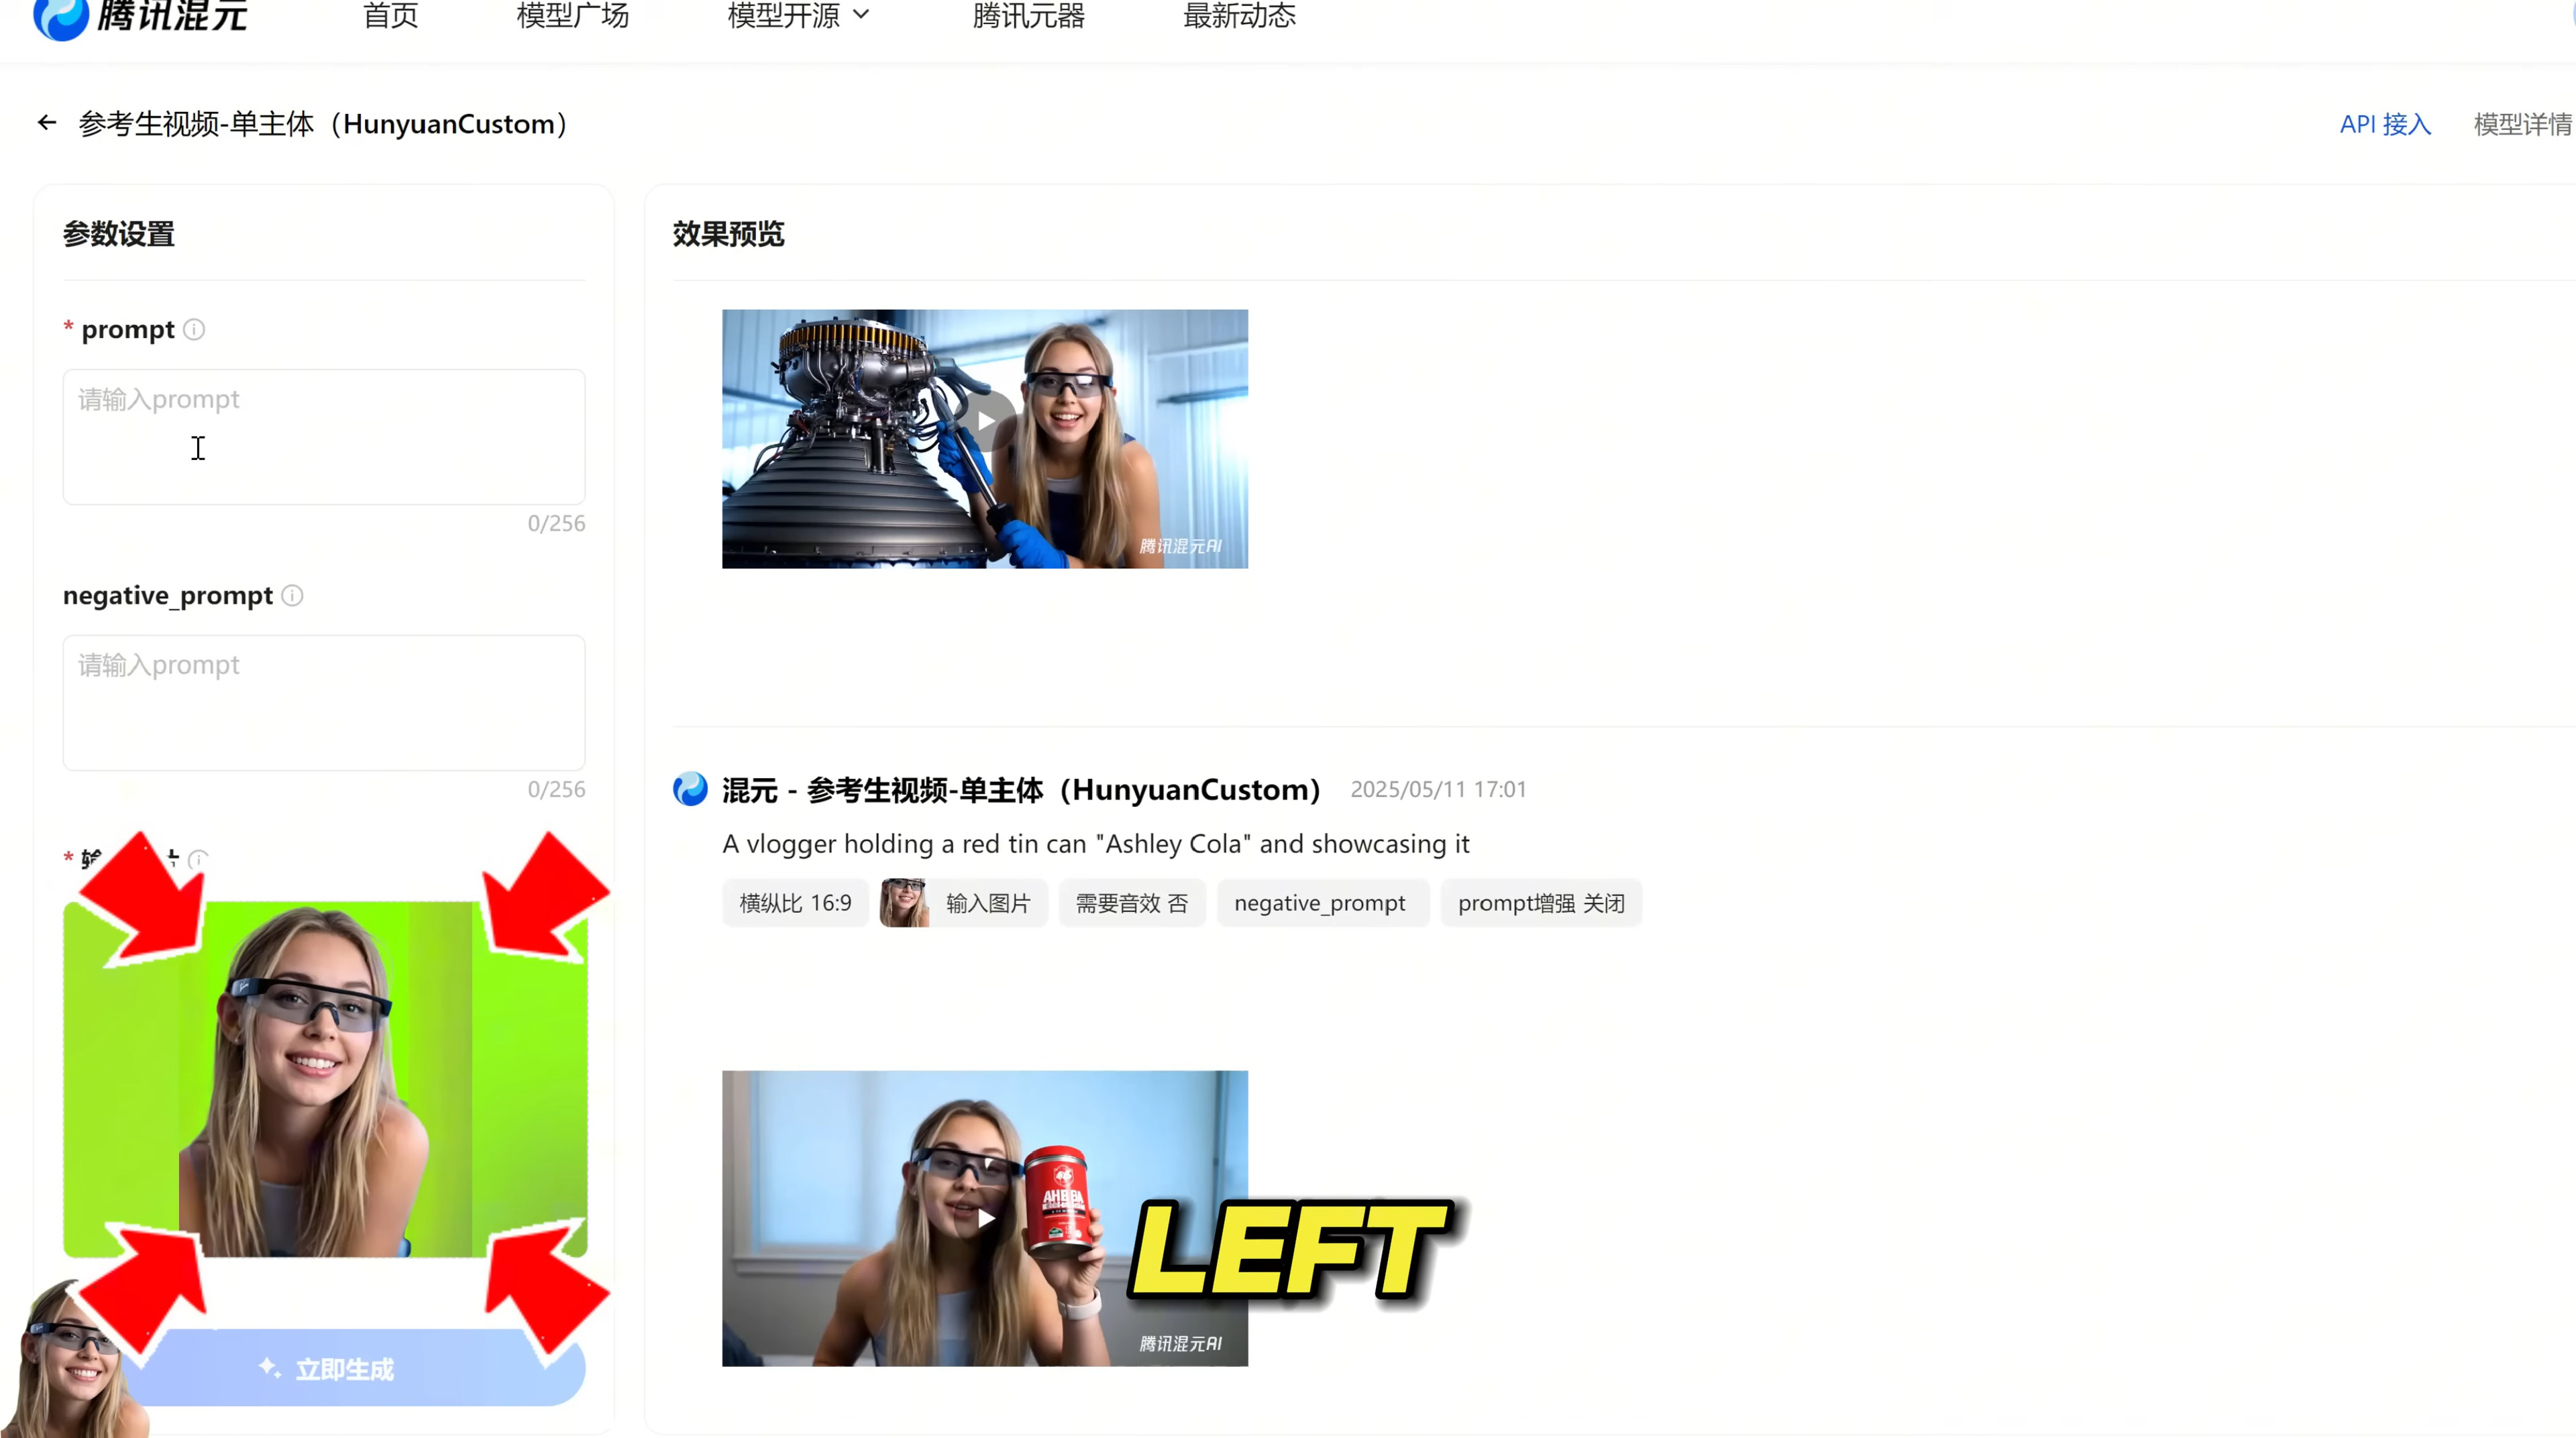 腾讯混元
首页
模型广场
模型开源
腾讯元器
最新动态
参考生视频-单主体（HunyuanCustom）
API 接入
模型详情
参数设置
* prompt
请输入prompt
0/256
negative_prompt
请输入prompt
0/256
*
立即生成
效果预览
腾讯混元AI
混元 - 参考生视频-单主体（HunyuanCustom）
2025/05/11 17:01
A vlogger holding a red tin can "Ashley Cola" and showcasing it
横纵比 16:9
输入图片
需要音效 否
negative_prompt
prompt增强 关闭
LEFT
腾讯混元AI